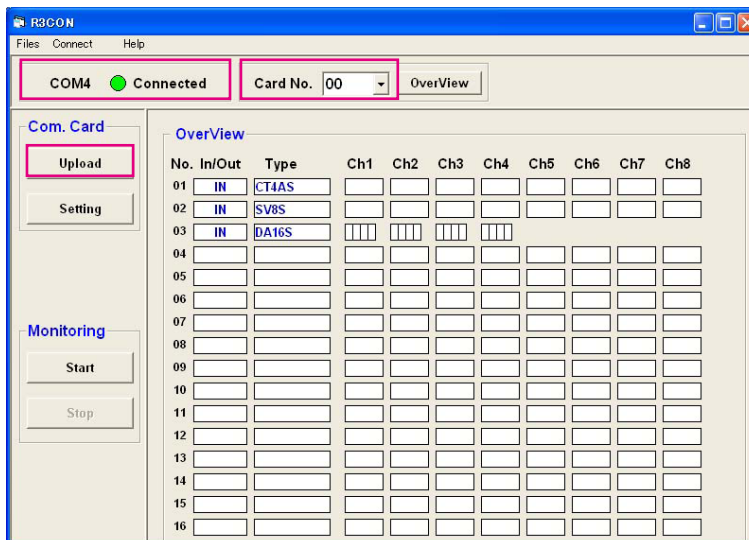 R3CON
Files Connect Help
COM4 Connected Card No. 00 OverView
Com. Card
Upload
Setting
Monitoring
Start
Stop
OverView
No. In/Out Type Ch1 Ch2 Ch3 Ch4 Ch5 Ch6 Ch7 Ch8
01 IN CT4AS
02 IN SV8S
03 IN DA16S
04
05
06
07
08
09
10
11
12
13
14
15
16